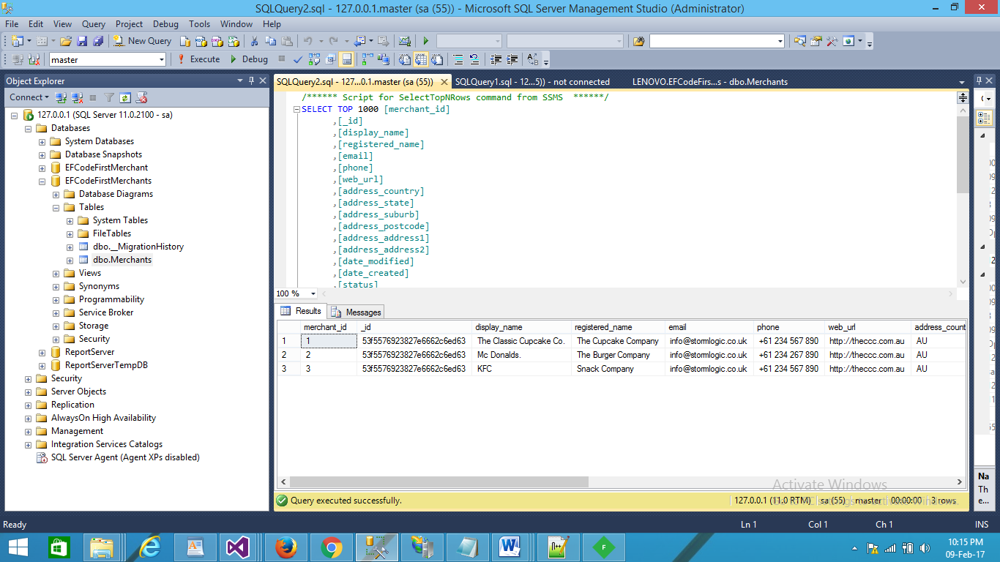 SQLQuery2.sql - 127.0.0.1.master (sa (55)) - Microsoft SQL Server Management Studio (Administrator)
File Edit View Query Project Debug Tools Window Help
New Query
master Execute Debug
Object Explorer
Connect
127.0.0.1 (SQL Server 11.0.2100 - sa)
Databases
System Databases
Database Snapshots
EFCodeFirstMerchant
EFCodeFirstMerchants
Database Diagrams
Tables
System Tables
FileTables
dbo.__MigrationHistory
dbo.Merchants
Views
Synonyms
Programmability
Service Broker
Storage
Security
ReportServer
ReportServerTempDB
Security
Server Objects
Replication
AlwaysOn High Availability
Management
Integration Services Catalogs
SQL Server Agent (Agent XPs disabled)
SQLQuery2.sql - 127...0.1.master (sa (55)) SQLQuery1.sql - 12...5)) - not connected LENOVO.EFCodeFirs...s - dbo.Merchants
/****** Script for SelectTopNRows command from SSMS ******/
SELECT TOP 1000 [merchant_id]
,[_id]
,[display_name]
,[registered_name]
,[email]
,[phone]
,[web_url]
,[address_country]
,[address_state]
,[address_suburb]
,[address_postcode]
,[address_address1]
,[address_address2]
,[date_modified]
,[date_created]
,[status]
100 %
Results Messages
merchant_id _id display_name registered_name email phone web_url address_count
1 1 53f5576923827e6662c6ed63 The Classic Cupcake Co. The Cupcake Company info@stormlogic.co.uk +61 234 567 890 http://theccc.com.au AU
2 2 53f5576923827e6662c6ed63 Mc Donalds. The Burger Company info@stormlogic.co.uk +61 234 267 890 http://theccc.com.au AU
3 3 53f5576923827e6662c6ed63 KFC Snack Company info@stormlogic.co.uk +61 234 567 890 http://theccc.com.au AU
Activate Windows
Query executed successfully. 127.0.0.1 (11.0 RTM) sa (55) master 00:00:00 3 rows
Na
Th
e...
Ready Ln 1 Col 1 Ch 1 INS
10:15 PM
09-Feb-17